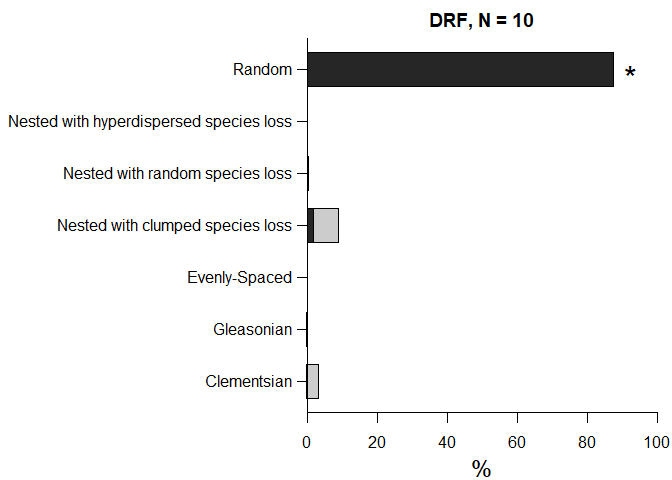 DRF, N = 10
Random
*
Nested with hyperdispersed species loss
Nested with random species loss
Nested with clumped species loss
Evenly-Spaced
Gleasonian
Clementsian
0 20 40 60 80 100
%